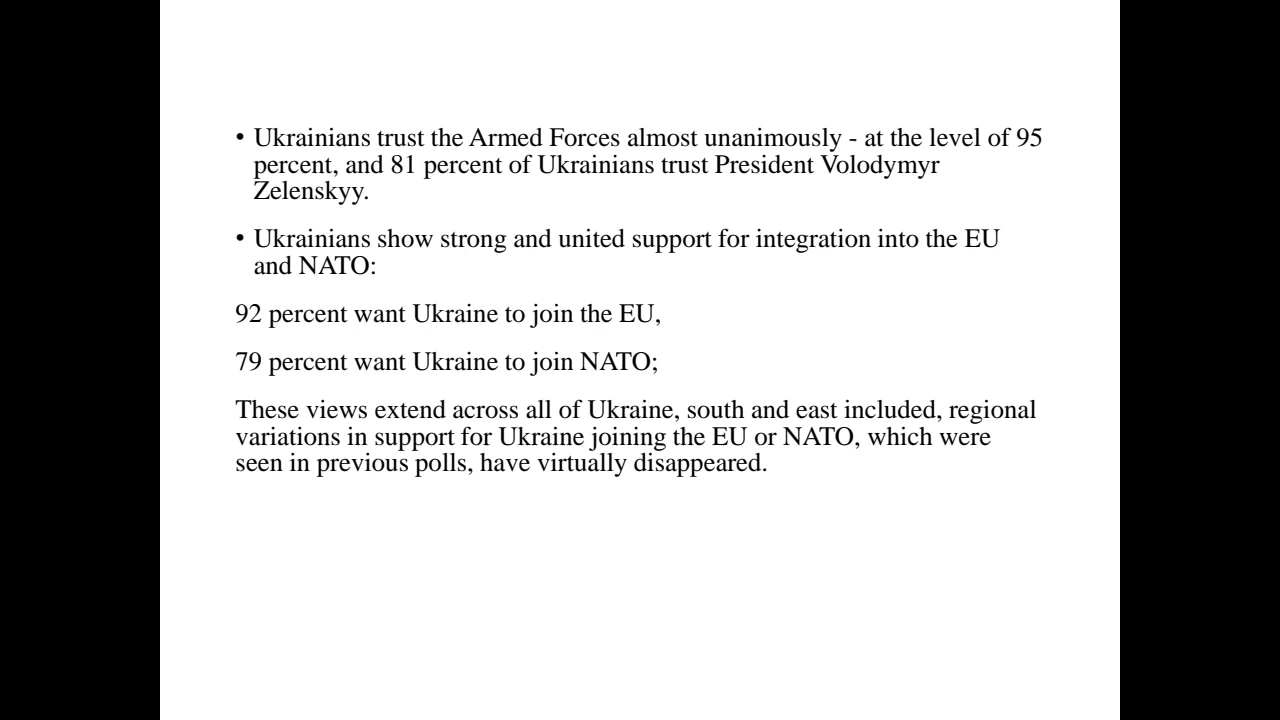 • Ukrainians trust the Armed Forces almost unanimously - at the level of 95
percent, and 81 percent of Ukrainians trust President Volodymyr
Zelenskyy.
• Ukrainians show strong and united support for integration into the EU
and NATO:
92 percent want Ukraine to join the EU,
79 percent want Ukraine to join NATO;
These views extend across all of Ukraine, south and east included, regional
variations in support for Ukraine joining the EU or NATO, which were
seen in previous polls, have virtually disappeared.